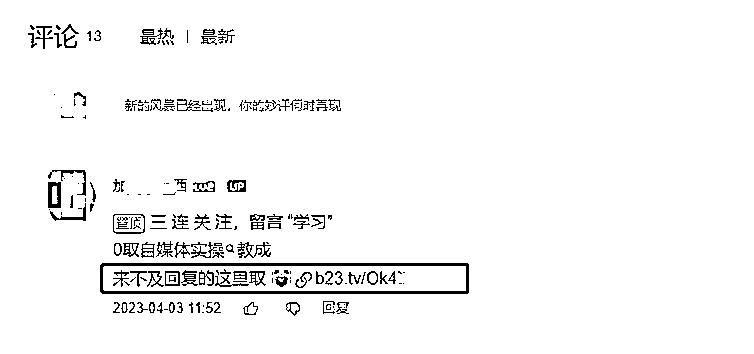 评论 13 最热 | 最新
新的风景已经出现，你的妙评何时再现
加 西 UP
置顶 三连关注，留言“学习”
0取自媒体实操教成
来不及回复的这里取 b23.tv/Ok4
2023-04-03 11:52 回复